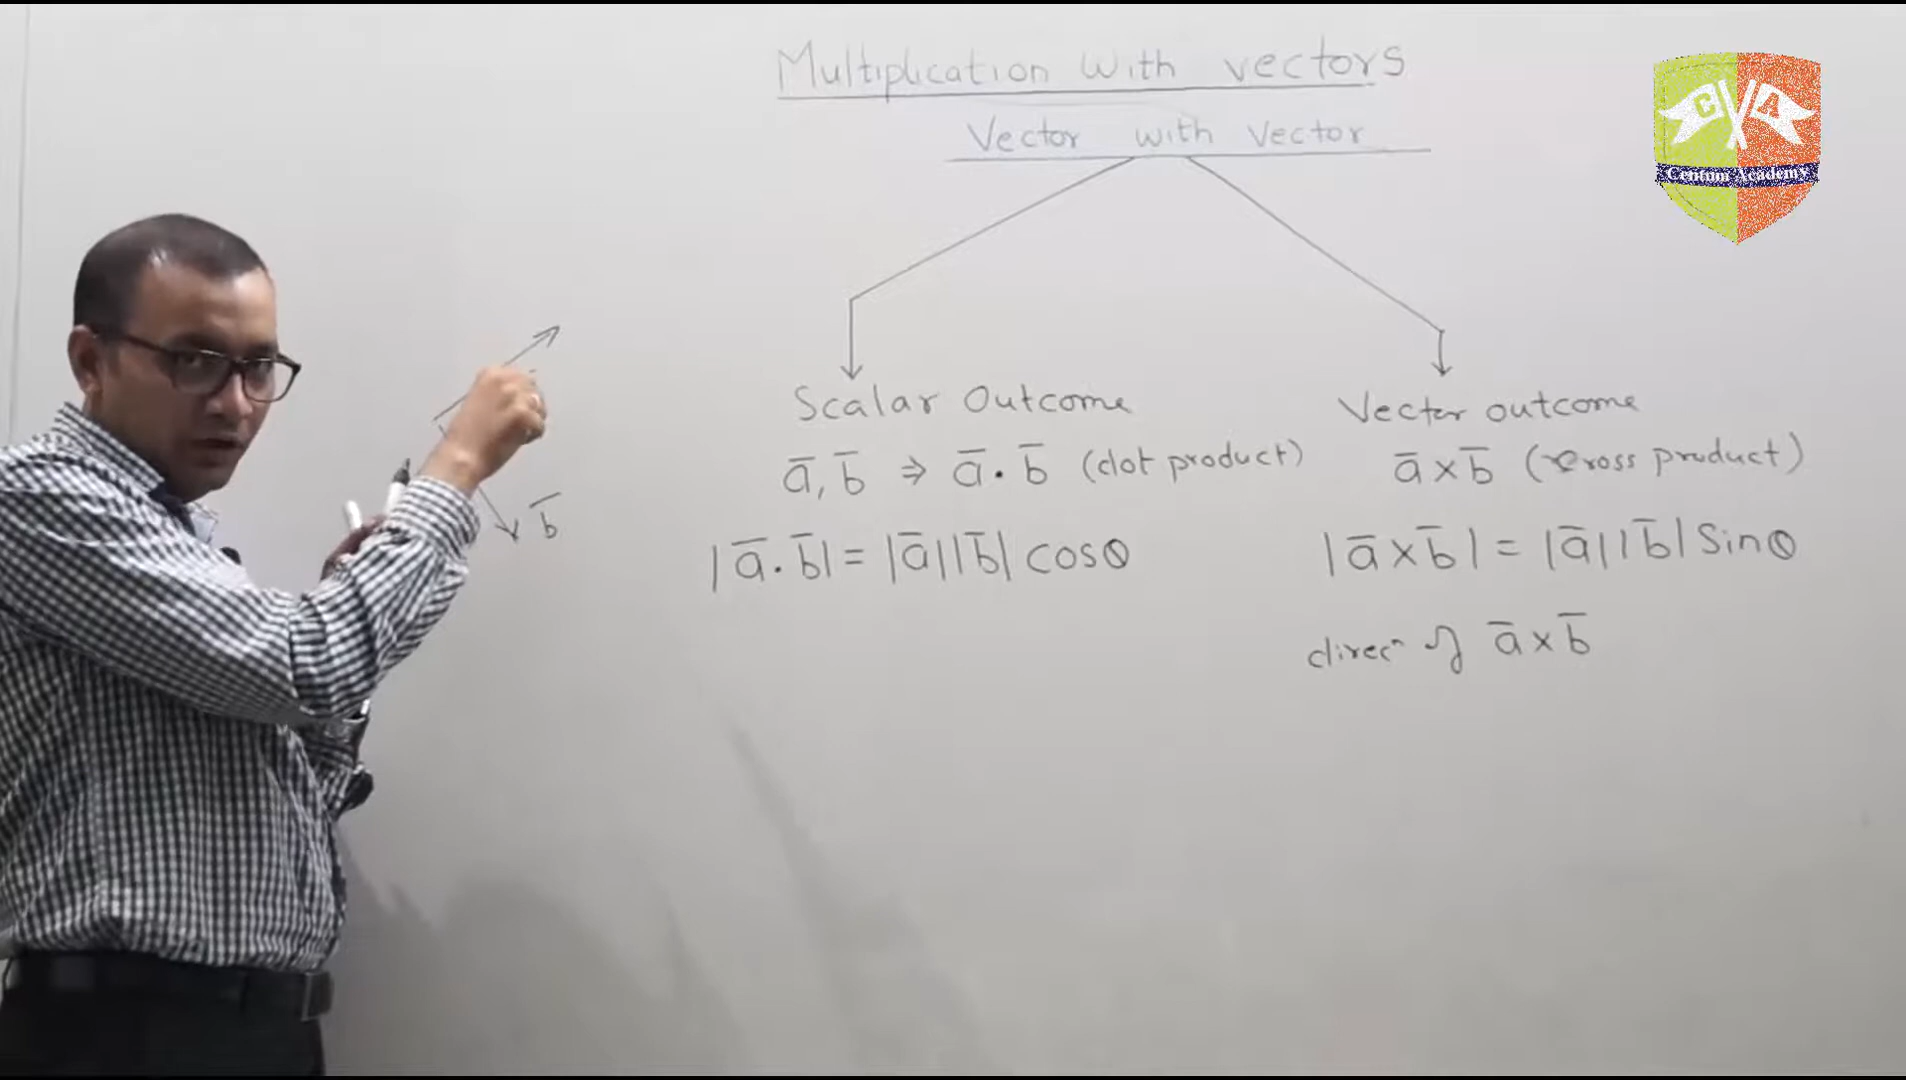 Multiplication with vectors
Vector with Vector
C A
Centum Academy
Scalar Outcome
Vector outcome
a̅, b̅ ⇒ a̅ · b̅ (dot product)
a̅ × b̅ (cross product)
b̅
|a̅ · b̅| = |a̅||b̅| cosθ
|a̅ × b̅| = |a̅||b̅| Sinθ
direcⁿ of a̅ × b̅